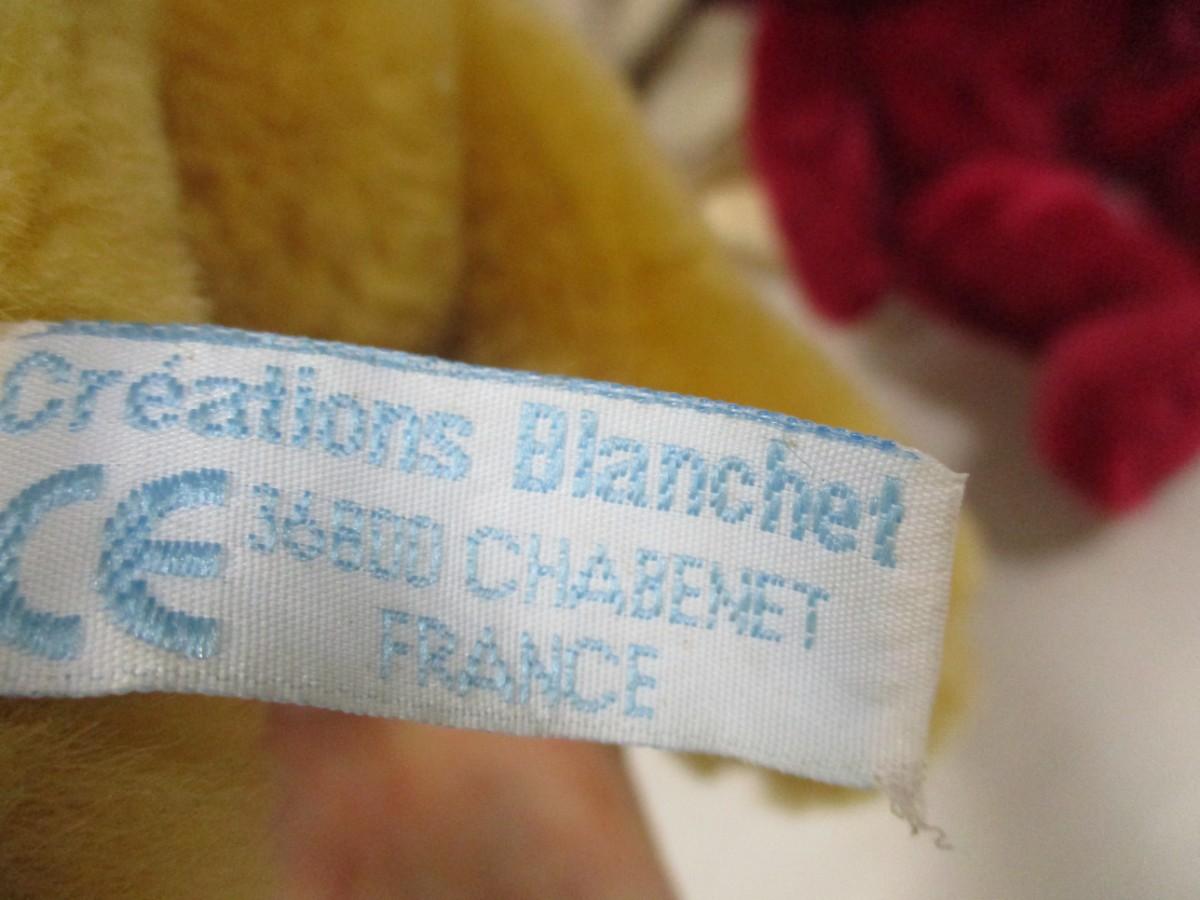 Créations Blanchet
CE 36800 CHABENET
FRANCE